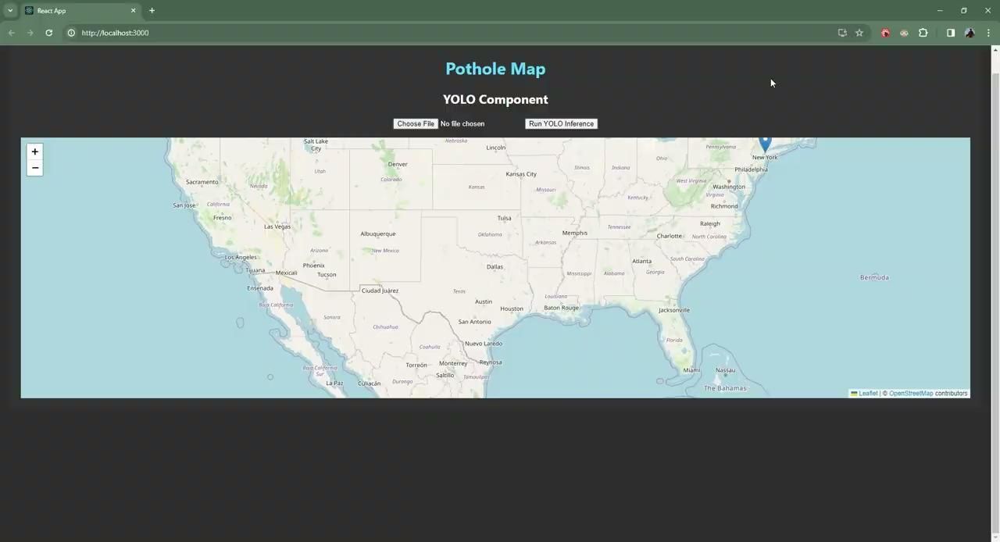 React App
http://localhost:3000
Pothole Map
YOLO Component
Choose File No file chosen Run YOLO Inference
+
−
Salt Lake City
Nebraska
Lincoln
Pennsylvania
New York
Denver
Utah
Colorado
Kansas City
Illinois
Indiana
Ohio
Philadelphia
Sacramento
Nevada
Kansas
Missouri
West Virginia
Washington
Virginia
San Jose
California
Kentucky
Richmond
Fresno
Las Vegas
Tulsa
Raleigh
Albuquerque
Oklahoma
Memphis
Tennessee
Charlotte
North Carolina
Arizona
New Mexico
Arkansas
Los Angeles
Phoenix
Dallas
Atlanta
South Carolina
Tijuana
Mexicali
Tucson
Mississippi
Alabama
Georgia
Bermuda
Ensenada
Ciudad Juárez
Texas
Louisiana
Baja California
Austin
Houston
Baton Rouge
Jacksonville
Sonora
San Antonio
Chihuahua
Nuevo Laredo
Florida
Coahuila
Baja California Sur
Torreón
Monterrey
Reynosa
Miami
Nassau
Saltillo
Tamaulipas
La Paz
Culiacán
Durango
The Bahamas
Leaflet | © OpenStreetMap contributors